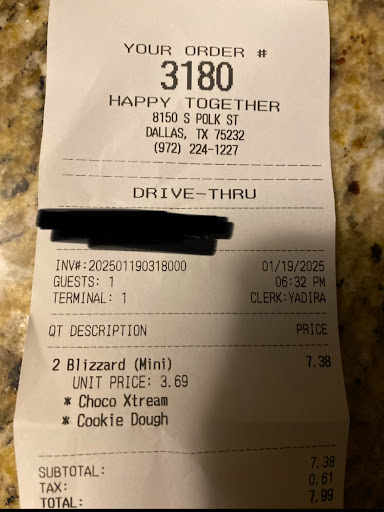 YOUR ORDER #
3180
HAPPY TOGETHER
8150 S POLK ST
DALLAS, TX 75232
(972) 224-1227
DRIVE-THRU
INV#:202501190318000 01/19/2025
GUESTS: 1 06:32 PM
TERMINAL: 1 CLERK:YADIRA
QT DESCRIPTION PRICE
2 Blizzard (Mini) 7.38
UNIT PRICE: 3.69
* Choco Xtream
* Cookie Dough
SUBTOTAL: 7.38
TAX: 0.61
TOTAL: 7.99